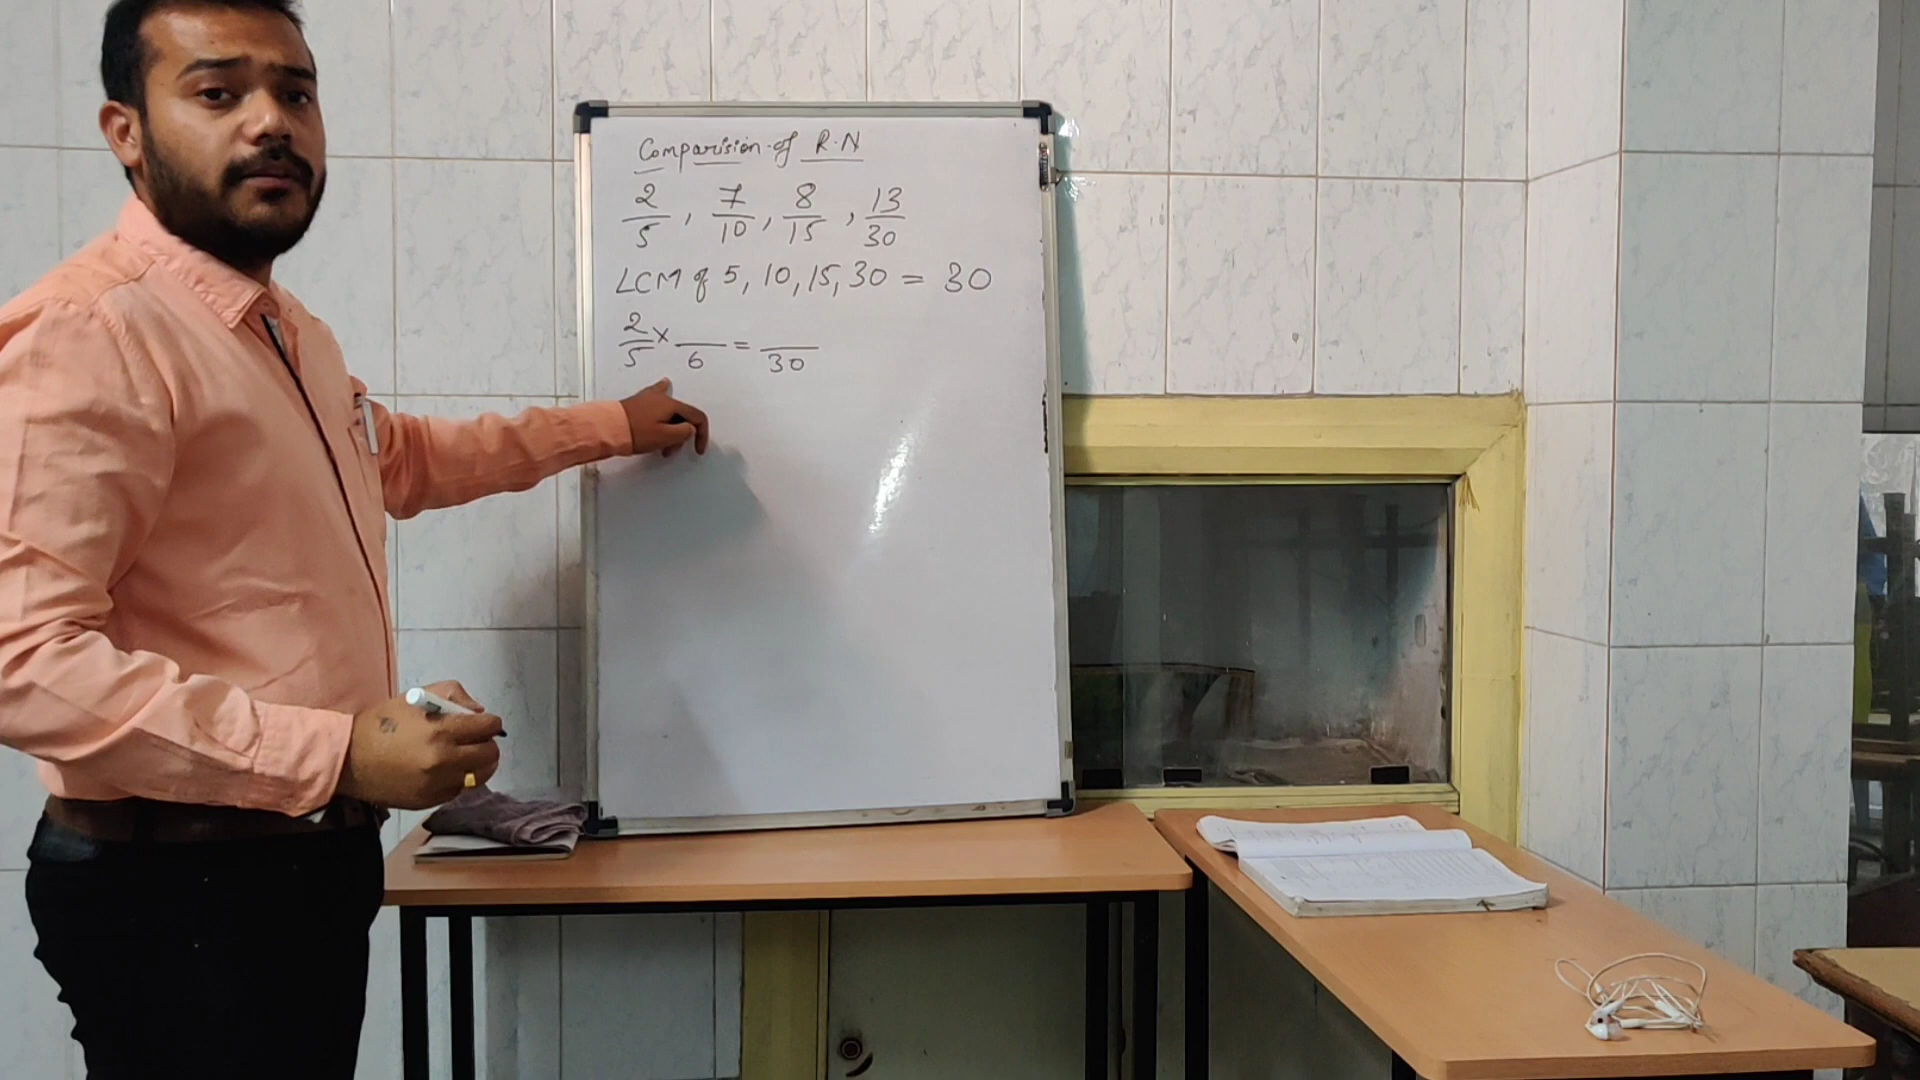 Comparision of R.N
2/5, 7/10, 8/15, 13/30
LCM of 5, 10, 15, 30 = 30
2/5 × _/6 = _/30